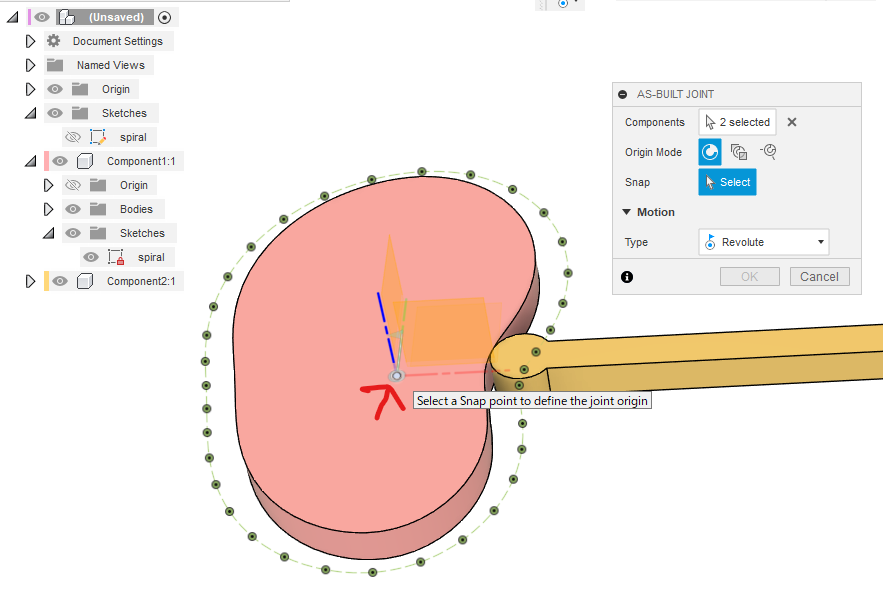 (Unsaved)
Document Settings
Named Views
Origin
Sketches
spiral
Component1:1
Origin
Bodies
Sketches
spiral
Component2:1
AS-BUILT JOINT
Components 2 selected
Origin Mode
Snap Select
Motion
Type Revolute
OK Cancel
Select a Snap point to define the joint origin